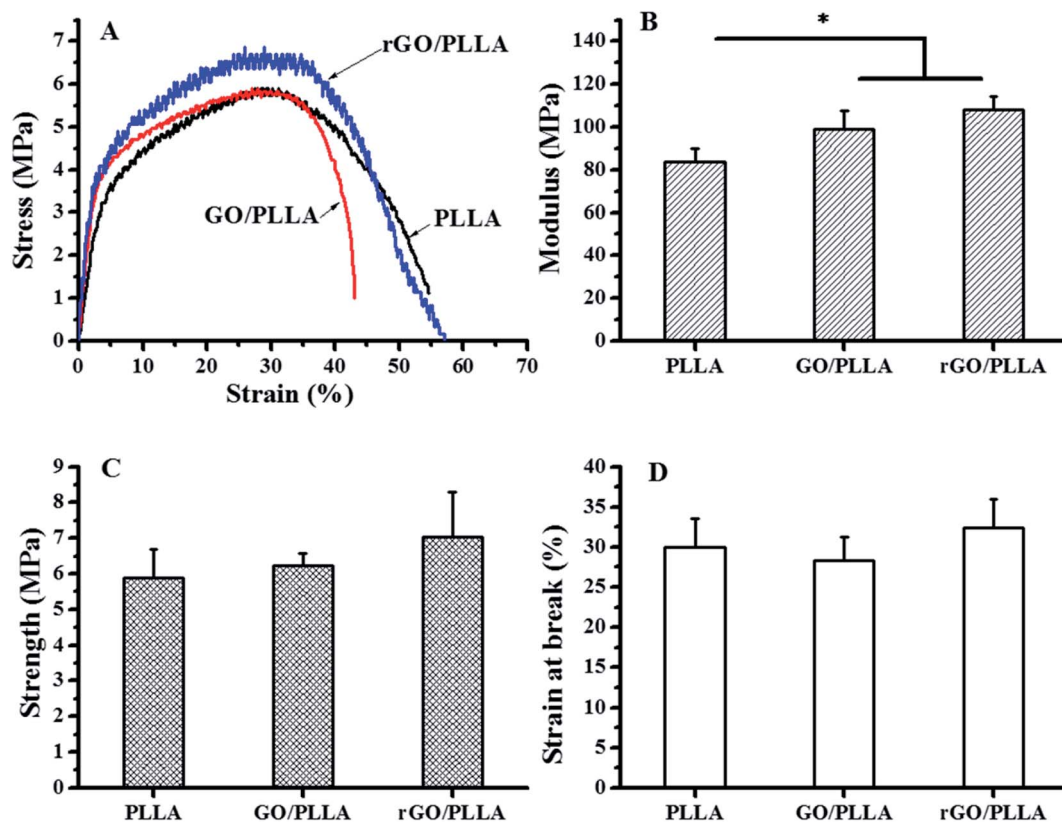 A
rGO/PLLA
GO/PLLA
PLLA
Stress (MPa)
7
6
5
4
3
2
1
0
0 10 20 30 40 50 60 70
Strain (%)
B
*
Modulus (MPa)
140
120
100
80
60
40
20
0
PLLA GO/PLLA rGO/PLLA
C
Strength (MPa)
9
8
7
6
5
4
3
2
1
0
PLLA GO/PLLA rGO/PLLA
D
Strain at break (%)
40
35
30
25
20
15
10
5
0
PLLA GO/PLLA rGO/PLLA